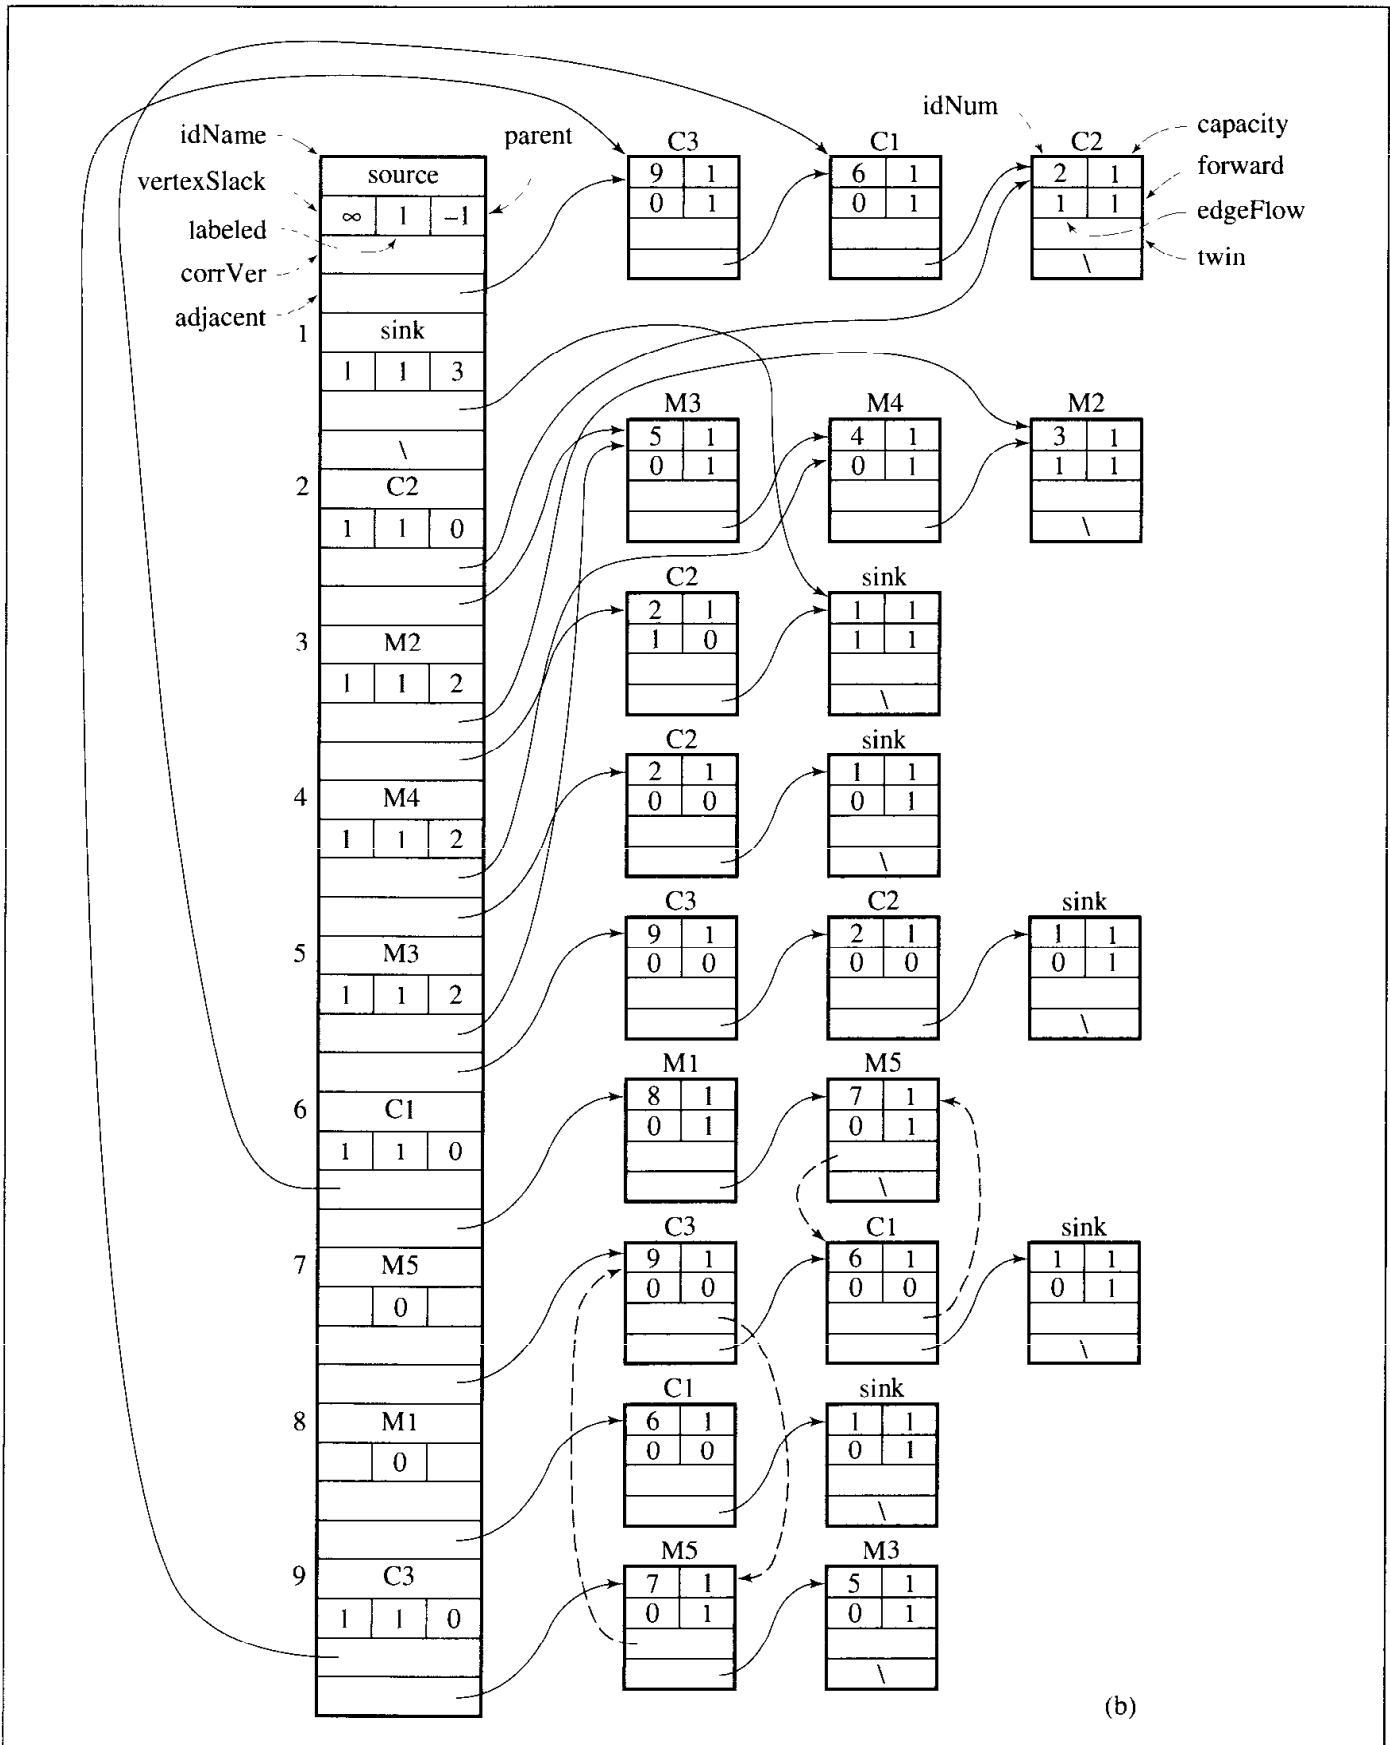 idNum
C3 C1 C2 capacity
idName parent
source 9 1 6 1 2 1 forward
vertexSlack
∞ 1 −1 0 1 0 1 1 1 edgeFlow
labeled
corrVer \ twin
adjacent
1 sink
1 1 3
M3 M4 M2
\ 5 1 4 1 3 1
0 1 0 1 1 1
2 C2
1 1 0 \
C2 sink
2 1 1 1
3 M2 1 0 1 1
1 1 2 \
C2 sink
2 1 1 1
4 M4 0 0 0 1
1 1 2 \
C3 C2 sink
5 M3 9 1 2 1 1 1
0 0 0 0 0 1
1 1 2 \
M1 M5
6 C1 8 1 7 1
0 1 0 1
1 1 0 \
C3 C1 sink
7 M5 9 1 6 1 1 1
0 0 0 0 0 1
0 \
C1 sink
8 M1 6 1 1 1
0 0 0 1
0 \
M5 M3
9 C3 7 1 5 1
1 1 0 0 1 0 1
\
(b)